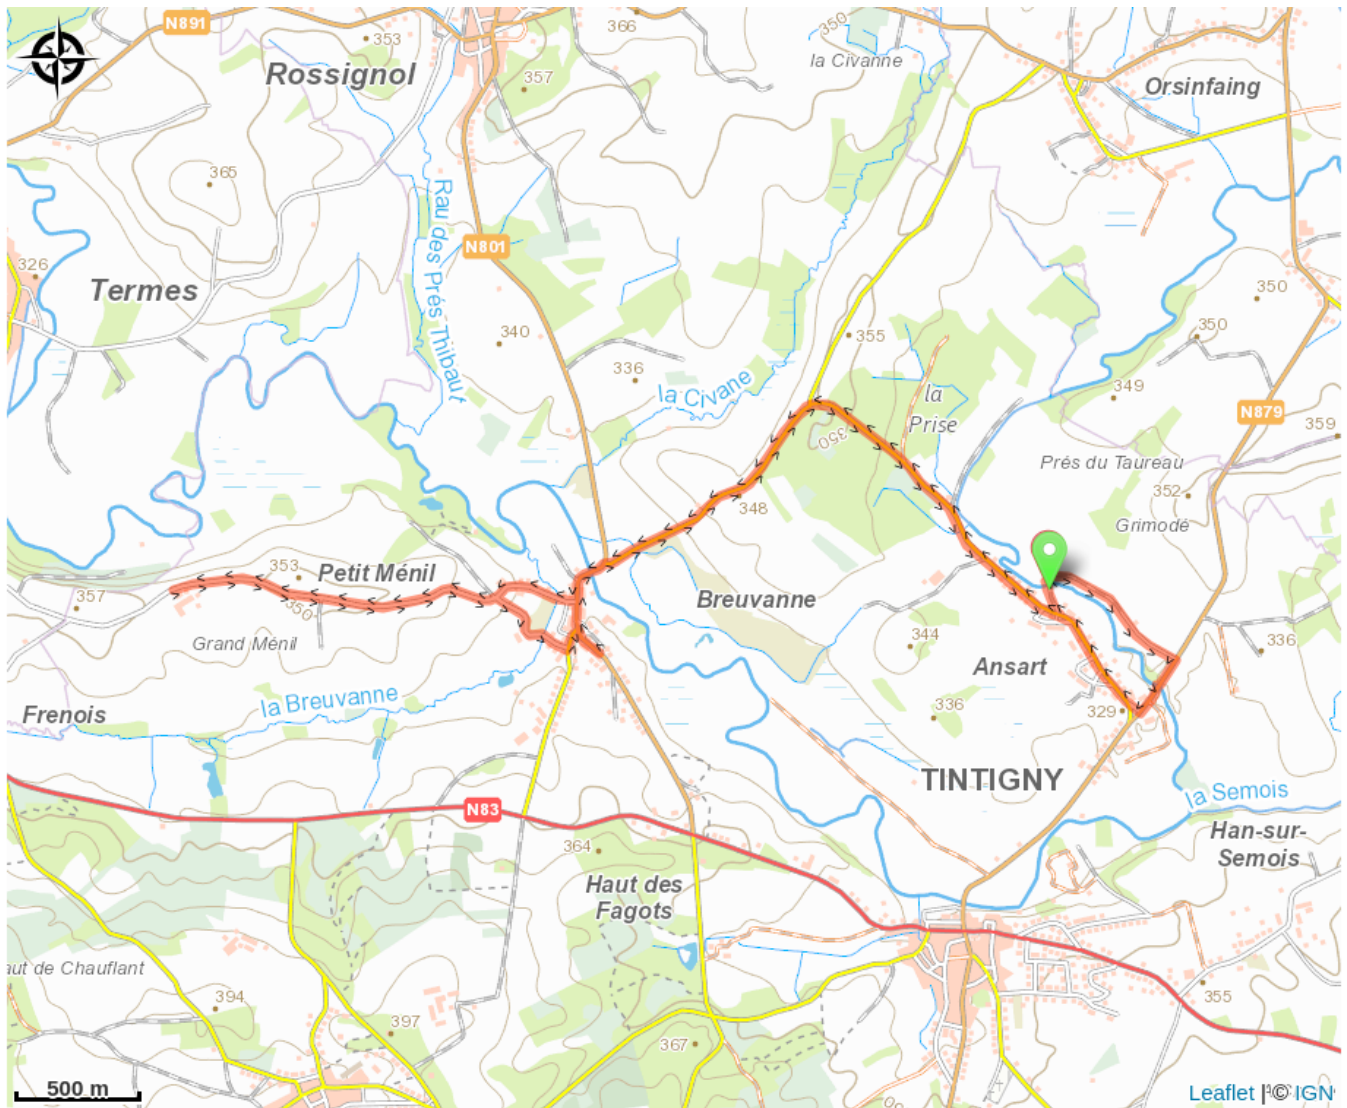 N891
353
366
350
la Civanne
Rossignol
357
Orsinfaing
365
Rau des Prés Thibaut
N801
326
Termes
350
340
355
350
336
la Civane
349
la
Prise
N879
359
350
Prés du Taureau
352
348
Grimodé
353
Petit Ménil
357
350
Breuvanne
Grand Ménil
344
336
Ansart
la Breuvanne
Frenois
336
329
TINTIGNY
la Semois
N83
Han-sur-
Semois
364
Haut des
Fagots
aut de Chauflant
394
355
397
367
500 m
Leaflet | © IGN